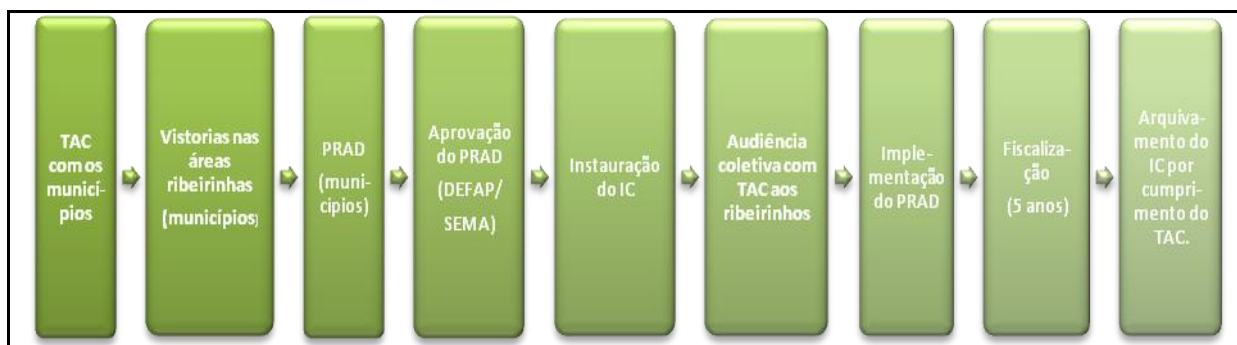 TAC
com os
municí-
pios
Vistorias nas
áreas
ribeirinhas
(municípios)
PRAD
(muni-
cipios)
Aprovação
do PRAD
(DEFAP/
SEMA)
Instauração
do IC
Audiência
coletiva com
TAC aos
ribeirinhos
Imple-
mentação
do PRAD
Fiscaliza-
ção
(5 anos)
Arquiva-
mento do
IC por
cumpri-
mento do
TAC.